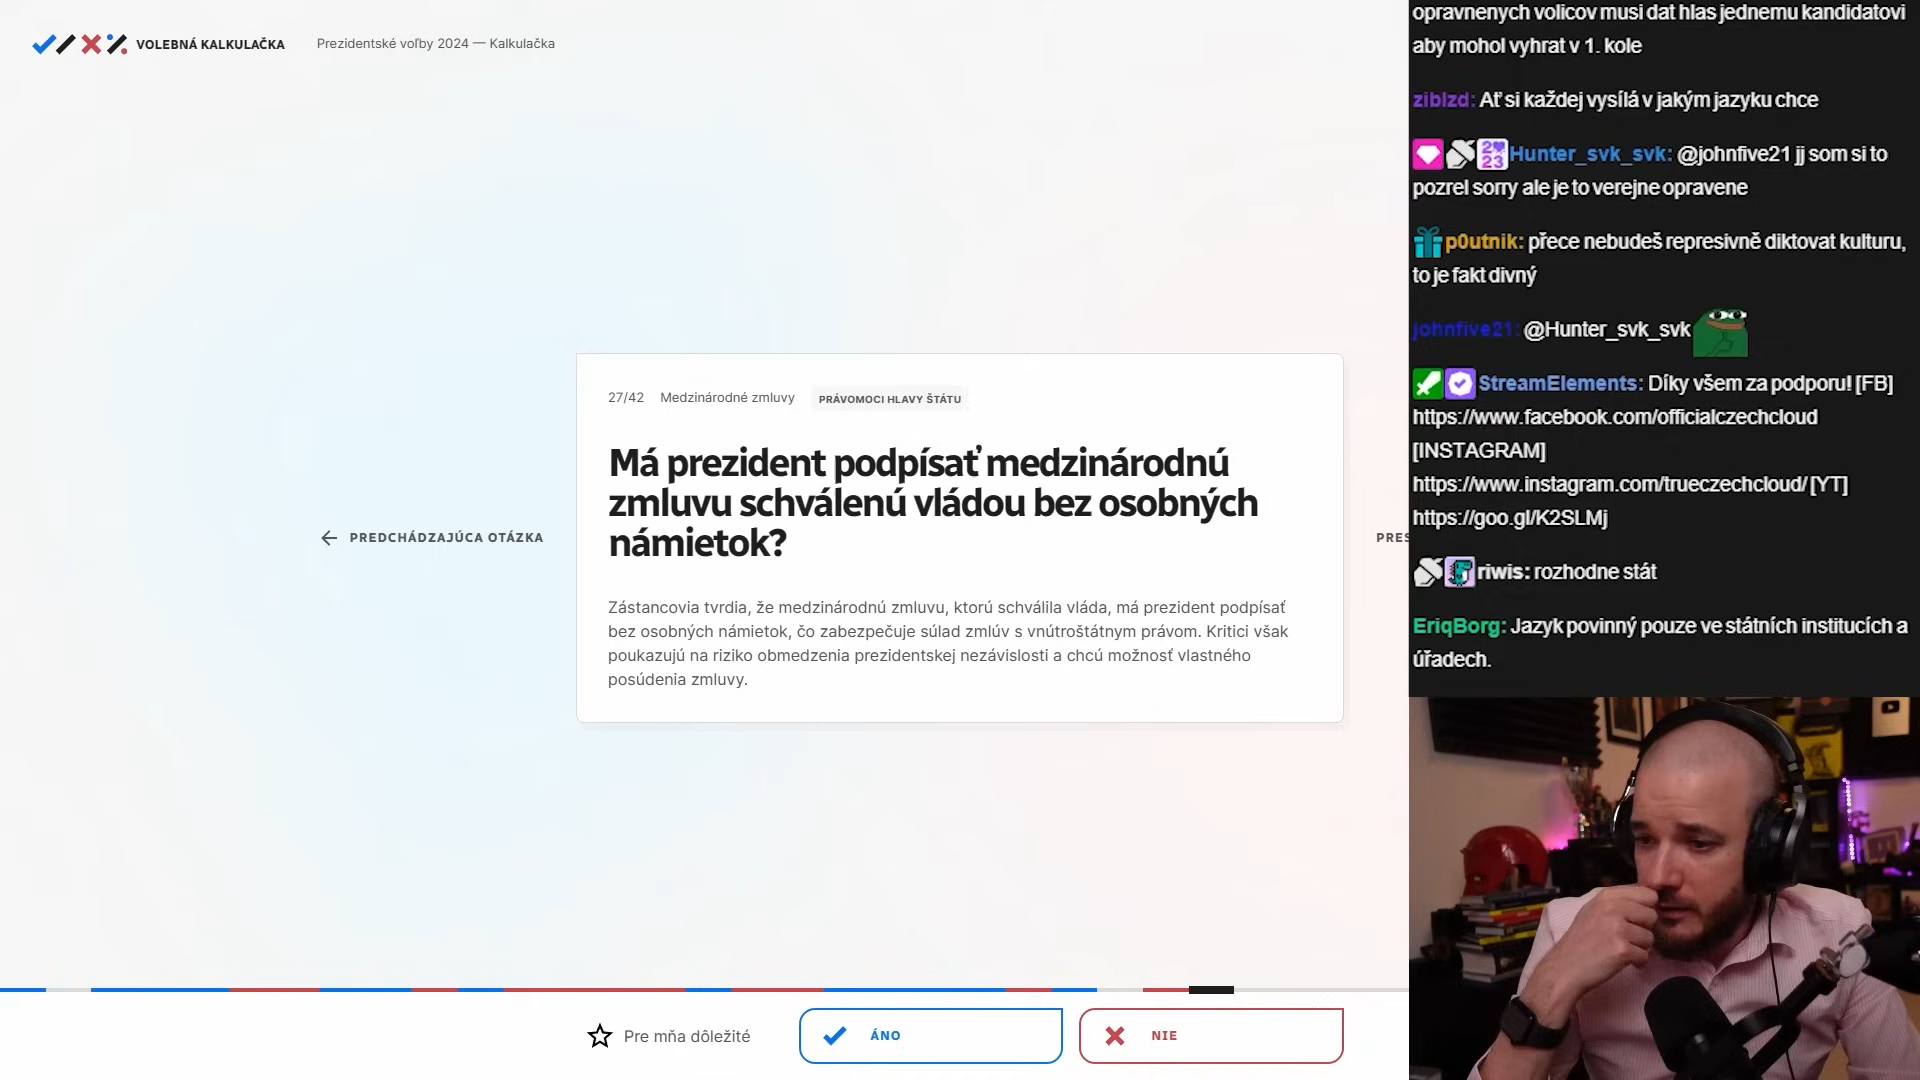 VOLEBNÁ KALKULAČKA
Prezidentské voľby 2024 — Kalkulačka
27/42 Medzinárodné zmluvy PRÁVOMOCI HLAVY ŠTÁTU
Má prezident podpísať medzinárodnú
zmluvu schválenú vládou bez osobných
námietok?
Zástancovia tvrdia, že medzinárodnú zmluvu, ktorú schválila vláda, má prezident podpísať
bez osobných námietok, čo zabezpečuje súlad zmlúv s vnútroštátnym právom. Kritici však
poukazujú na riziko obmedzenia prezidentskej nezávislosti a chcú možnosť vlastného
posúdenia zmluvy.
PREDCHÁDZAJÚCA OTÁZKA
PRES
Pre mňa dôležité
ÁNO
NIE
opravnenych volicov musi dat hlas jednemu kandidatovi
aby mohol vyhrat v 1. kole
ziblzd: Ať si každej vysílá v jakým jazyku chce
2023 Hunter_svk_svk: @johnfive21 jj som si to
pozrel sorry ale je to verejne opravene
p0utnik: přece nebudeš represivně diktovat kulturu,
to je fakt divný
johnfive21: @Hunter_svk_svk
StreamElements: Díky všem za podporu! [FB]
https://www.facebook.com/officialczechcloud
[INSTAGRAM]
https://www.instagram.com/trueczechcloud/ [YT]
https://goo.gl/K2SLMj
riwis: rozhodne stát
EriqBorg: Jazyk povinný pouze ve státních institucích a
úřadech.